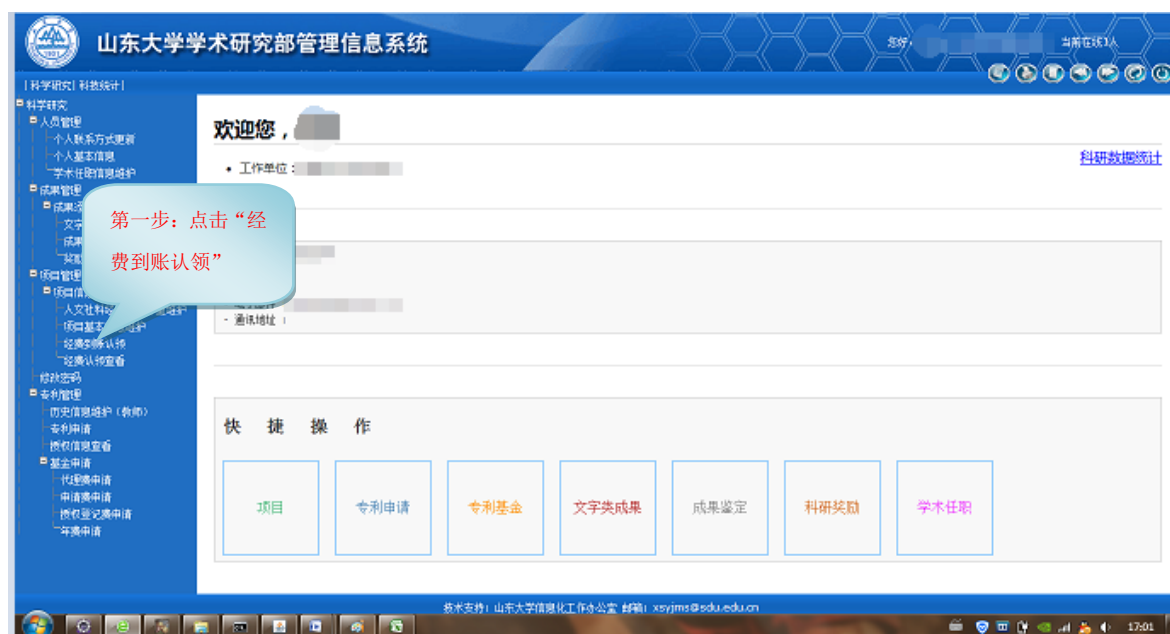 山东大学学术研究部管理信息系统
您好,
当前在线1人
|科学研究| 科技统计|
科学研究
人员管理
个人联系方式更新
个人基本信息
学术任职信息维护
成果管理
第一步：点击“经
费到账认领”
项目管理
经费到账认领
经费认领查看
修改密码
专利管理
历史信息维护（教师）
专利申请
授权信息查看
基金申请
代理费申请
申请费申请
授权登记费申请
年费申请
欢迎您，
• 工作单位：
科研数据统计
- 通讯地址 ：
快 捷 操 作
项目
专利申请
专利基金
文字类成果
成果鉴定
科研奖励
学术任职
技术支持：山东大学信息化工作办公室 邮箱：xsyjms@sdu.edu.cn
17:01